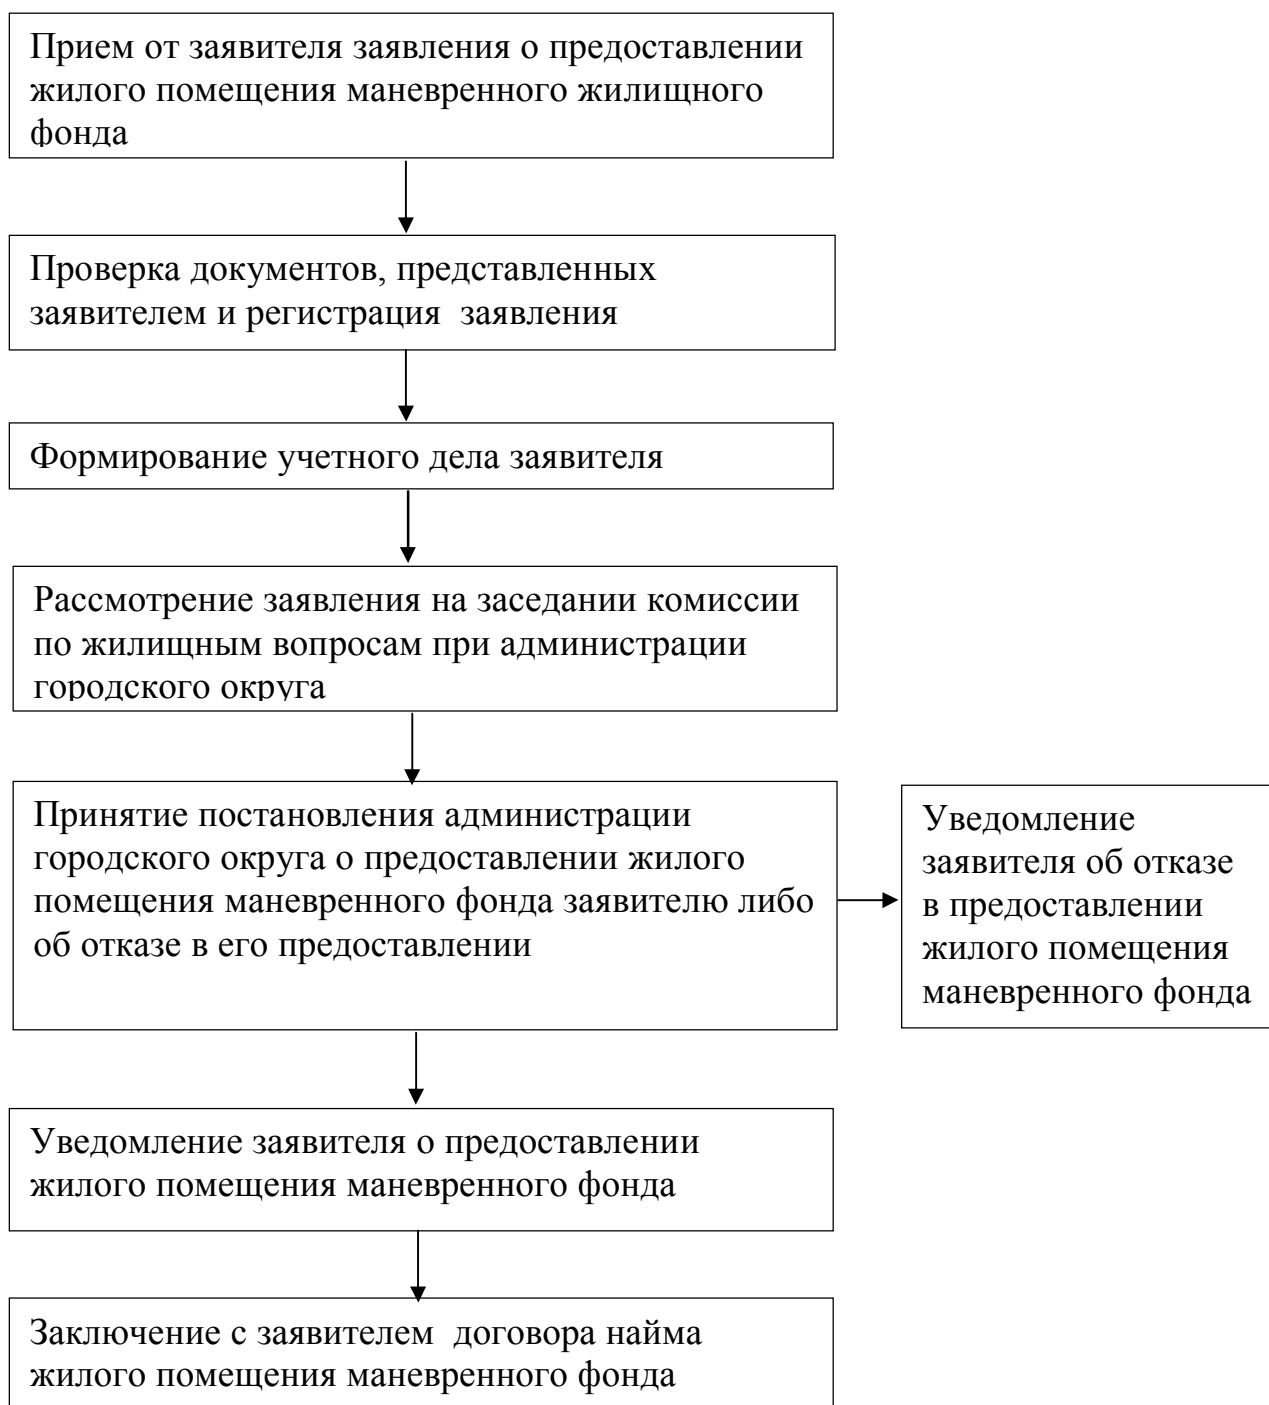 Прием от заявителя заявления о предоставлении
жилого помещения маневренного жилищного
фонда
Проверка документов, представленных
заявителем и регистрация  заявления
Формирование учетного дела заявителя
Рассмотрение заявления на заседании комиссии
по жилищным вопросам при администрации
городского округа
Принятие постановления администрации
городского округа о предоставлении жилого
помещения маневренного фонда заявителю либо
об отказе в его предоставлении
Уведомление
заявителя об отказе
в предоставлении
жилого помещения
маневренного фонда
Уведомление заявителя о предоставлении
жилого помещения маневренного фонда
Заключение с заявителем  договора найма
жилого помещения маневренного фонда